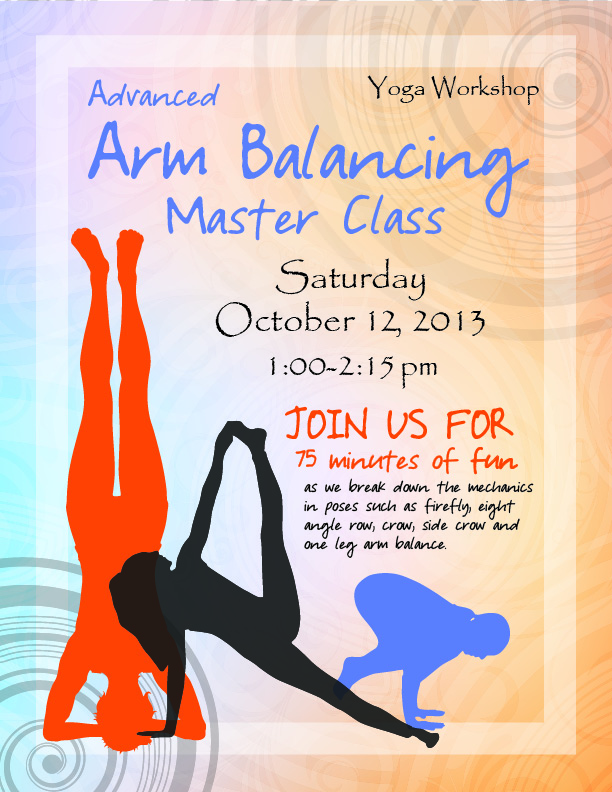 Yoga Workshop
Advanced
Arm Balancing
Master Class
Saturday
October 12, 2013
1:00-2:15 pm
JOIN US FOR
75 minutes of fun
as we break down the mechanics
in poses such as firefly, eight
angle row, crow, side crow and
one leg arm balance.